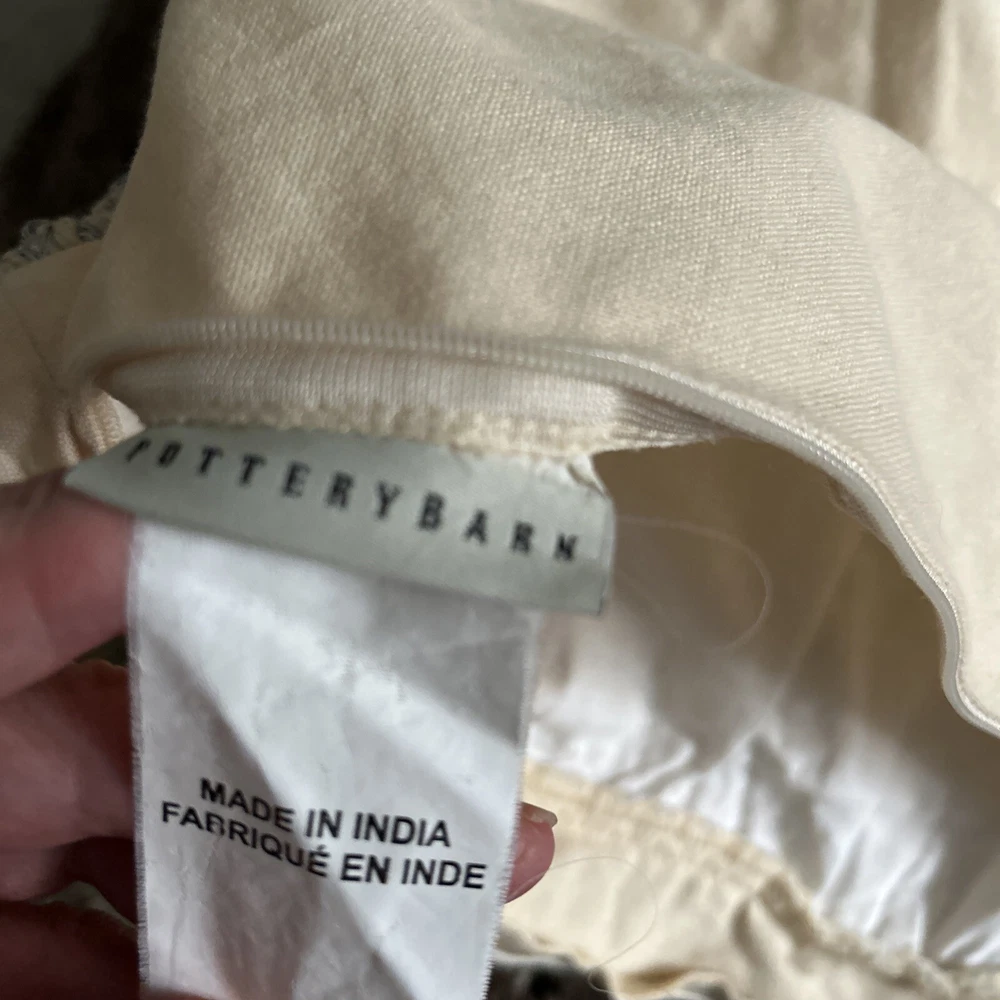 POTTERYBARN
MADE IN INDIA
FABRIQUÉ EN INDE